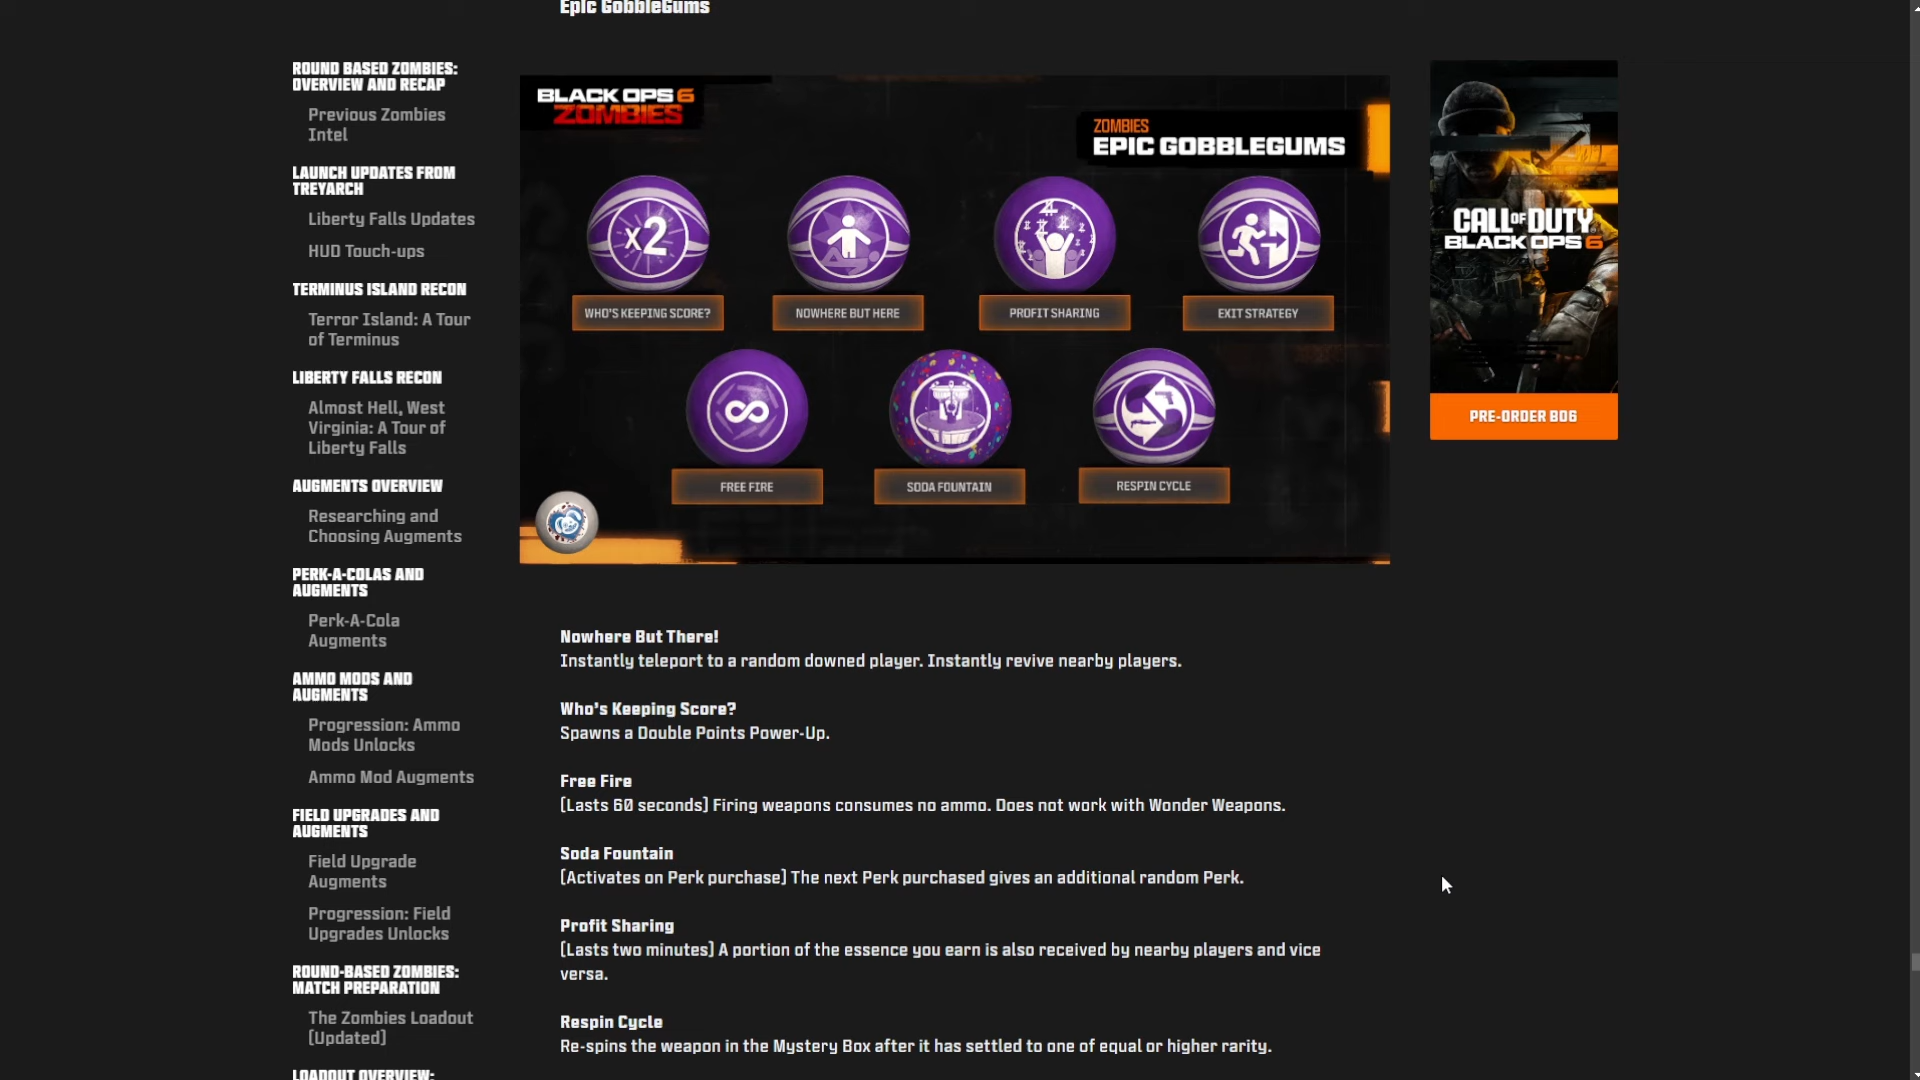 Epic GobbleGums
ROUND BASED ZOMBIES:
OVERVIEW AND RECAP
Previous Zombies
Intel
LAUNCH UPDATES FROM
TREYARCH
Liberty Falls Updates
HUD Touch-ups
TERMINUS ISLAND RECON
Terror Island: A Tour
of Terminus
LIBERTY FALLS RECON
Almost Hell, West
Virginia: A Tour of
Liberty Falls
AUGMENTS OVERVIEW
Researching and
Choosing Augments
PERK-A-COLAS AND
AUGMENTS
Perk-A-Cola
Augments
AMMO MODS AND
AUGMENTS
Progression: Ammo
Mods Unlocks
Ammo Mod Augments
FIELD UPGRADES AND
AUGMENTS
Field Upgrade
Augments
Progression: Field
Upgrades Unlocks
ROUND-BASED ZOMBIES:
MATCH PREPARATION
The Zombies Loadout
(Updated)
LOADOUT OVERVIEW:
BLACK OPS 6
ZOMBIES
ZOMBIES
EPIC GOBBLEGUMS
x2
WHO'S KEEPING SCORE?
NOWHERE BUT HERE
PROFIT SHARING
EXIT STRATEGY
FREE FIRE
SODA FOUNTAIN
RESPIN CYCLE
Nowhere But There!
Instantly teleport to a random downed player. Instantly revive nearby players.
Who's Keeping Score?
Spawns a Double Points Power-Up.
Free Fire
(Lasts 60 seconds) Firing weapons consumes no ammo. Does not work with Wonder Weapons.
Soda Fountain
(Activates on Perk purchase) The next Perk purchased gives an additional random Perk.
Profit Sharing
(Lasts two minutes) A portion of the essence you earn is also received by nearby players and vice
versa.
Respin Cycle
Re-spins the weapon in the Mystery Box after it has settled to one of equal or higher rarity.
CALL OF DUTY
BLACK OPS 6
PRE-ORDER BO6